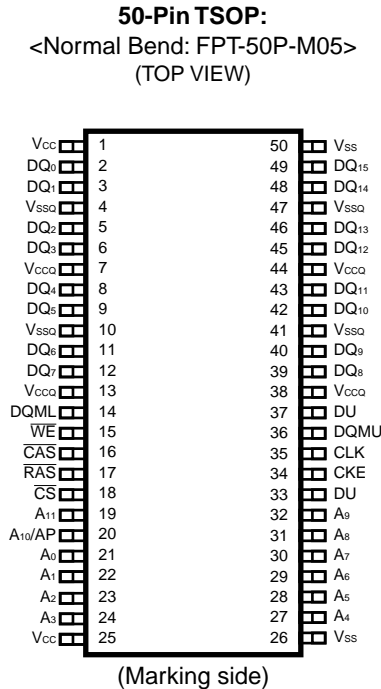 50-Pin TSOP:
<Normal Bend: FPT-50P-M05>
(TOP VIEW)
VCC 1 50 VSS
DQ0 2 49 DQ15
DQ1 3 48 DQ14
VSSQ 4 47 VSSQ
DQ2 5 46 DQ13
DQ3 6 45 DQ12
VCCQ 7 44 VCCQ
DQ4 8 43 DQ11
DQ5 9 42 DQ10
VSSQ 10 41 VSSQ
DQ6 11 40 DQ9
DQ7 12 39 DQ8
VCCQ 13 38 VCCQ
DQML 14 37 DU
W̅E̅ 15 36 DQMU
C̅A̅S̅ 16 35 CLK
R̅A̅S̅ 17 34 CKE
C̅S̅ 18 33 DU
A11 19 32 A9
A10/AP 20 31 A8
A0 21 30 A7
A1 22 29 A6
A2 23 28 A5
A3 24 27 A4
VCC 25 26 VSS
(Marking side)